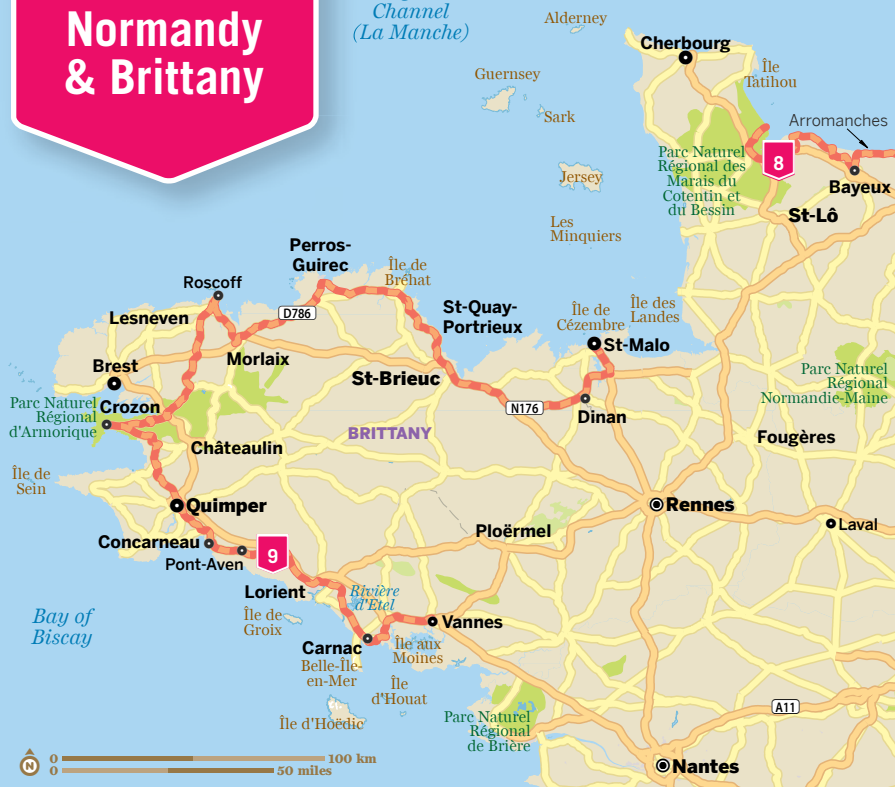 Normandy
& Brittany
Channel
(La Manche)
Alderney
Cherbourg
Île
Tatihou
Guernsey
Sark
Arromanches
Parc Naturel
Régional des
Marais du
Cotentin et
du Bessin
8
Bayeux
Jersey
St-Lô
Les
Minquiers
Perros-
Guirec
Île de
Bréhat
Roscoff
Lesneven
D786
St-Quay-
Portrieux
Île de
Cézembre
Île des
Landes
St-Malo
Morlaix
Brest
St-Brieuc
Parc Naturel
Régional
Normandie-Maine
Parc Naturel
Régional
d'Armorique
Crozon
N176
Dinan
BRITTANY
Fougères
Châteaulin
Île de
Sein
Quimper
Rennes
Laval
Ploërmel
Concarneau
Pont-Aven
9
Lorient
Rivière
d'Etel
Bay of
Biscay
Île de
Groix
Vannes
Carnac
Île aux
Moines
Belle-Île-
en-Mer
Île
d'Houat
Île d'Hoëdic
Parc Naturel
Régional
de Brière
A11
N
0 100 km
0 50 miles
Nantes